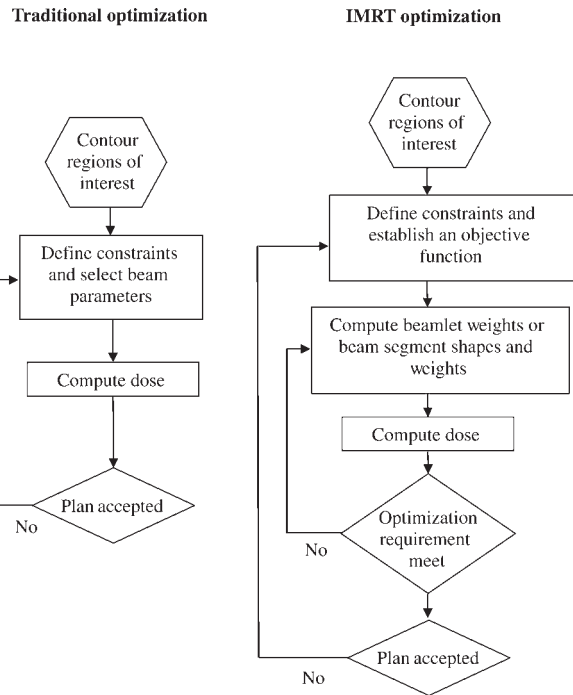 Traditional optimization
Contour
regions of
interest
Define constraints
and select beam
parameters
Compute dose
Plan accepted
No
IMRT optimization
Contour
regions of
interest
Define constraints and
establish an objective
function
Compute beamlet weights or
beam segment shapes and
weights
Compute dose
Optimization
requirement
meet
No
Plan accepted
No